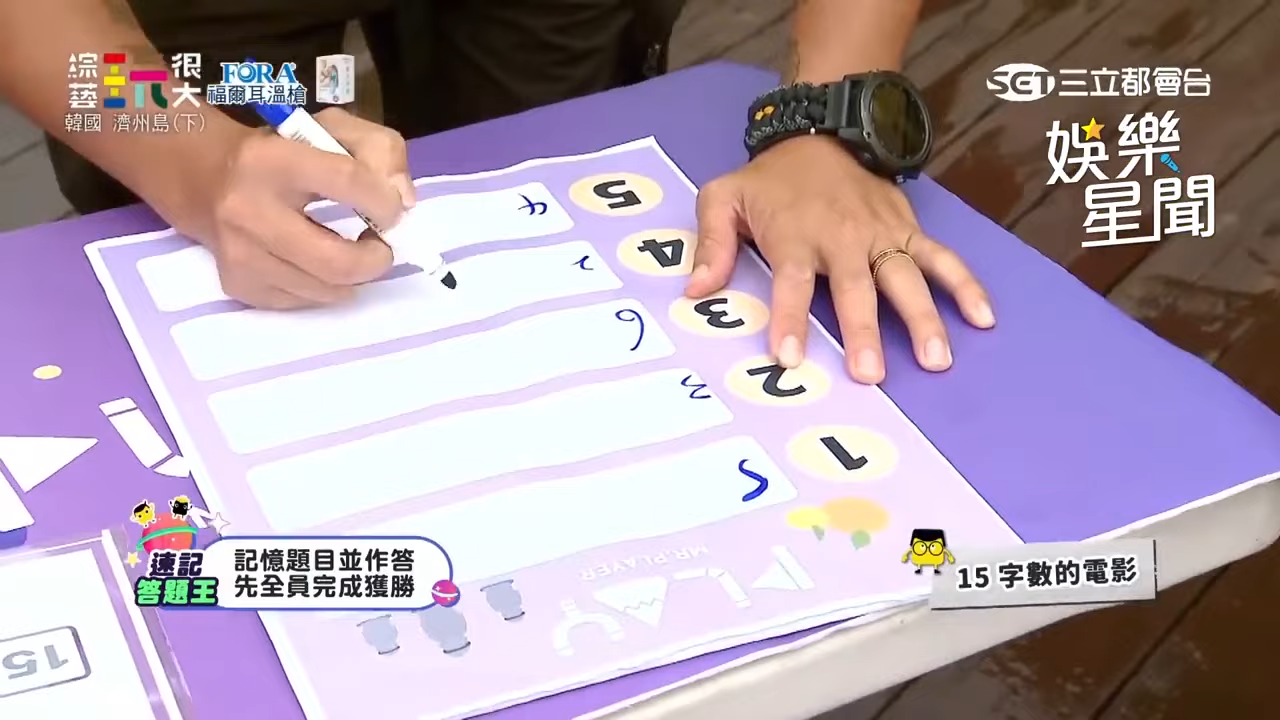 綜藝玩很大
FORA
福爾耳溫槍
韓國 濟州島(下)
SET 三立都會台
娛樂星聞
5
4
4
2
3
6
2
3
1
5
MR.PLAYER
PLAY
速記
答題王
記憶題目並作答
先全員完成獲勝
15 字數的電影
15